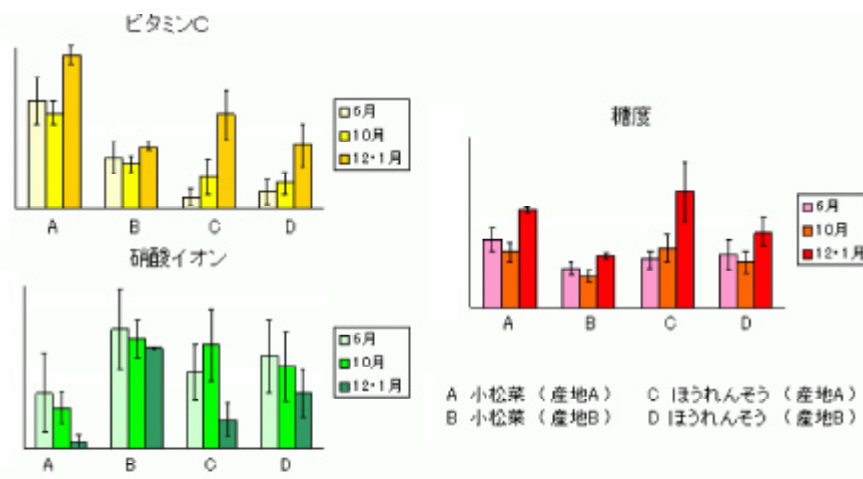 ビタミンC
6月
10月
12・1月
A B C D
硝酸イオン
6月
10月
12・1月
A B C D
糖度
6月
10月
12・1月
A B C D
A 小松菜（産地A） C ほうれんそう（産地A）
B 小松菜（産地B） D ほうれんそう（産地B）